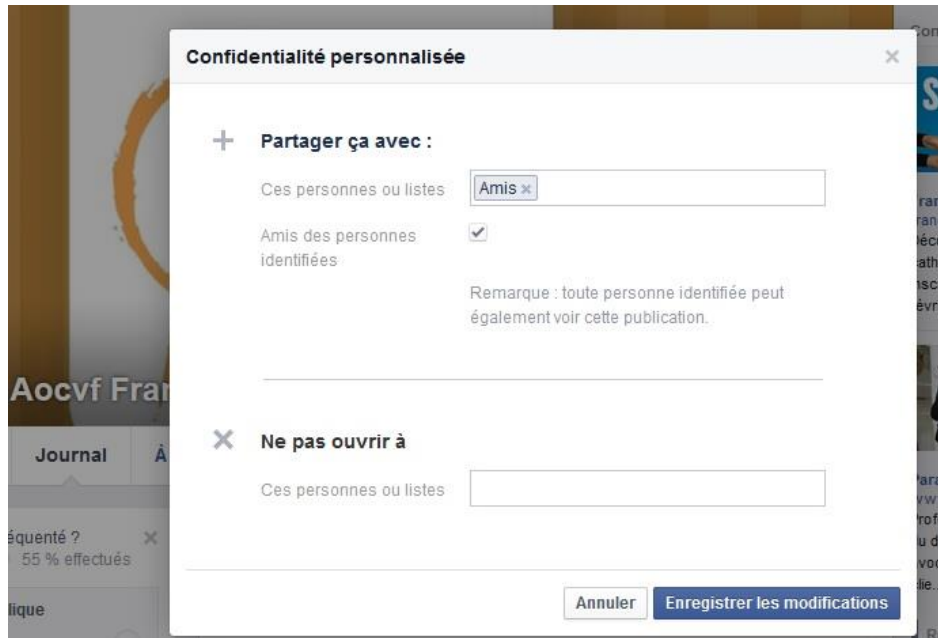 Confidentialité personnalisée
Partager ça avec :
Ces personnes ou listes
Amis
Amis des personnes
identifiées
Remarque : toute personne identifiée peut
également voir cette publication.
Ne pas ouvrir à
Ces personnes ou listes
Annuler
Enregistrer les modifications
Aocvf
Journal
À
?
55 % effectués